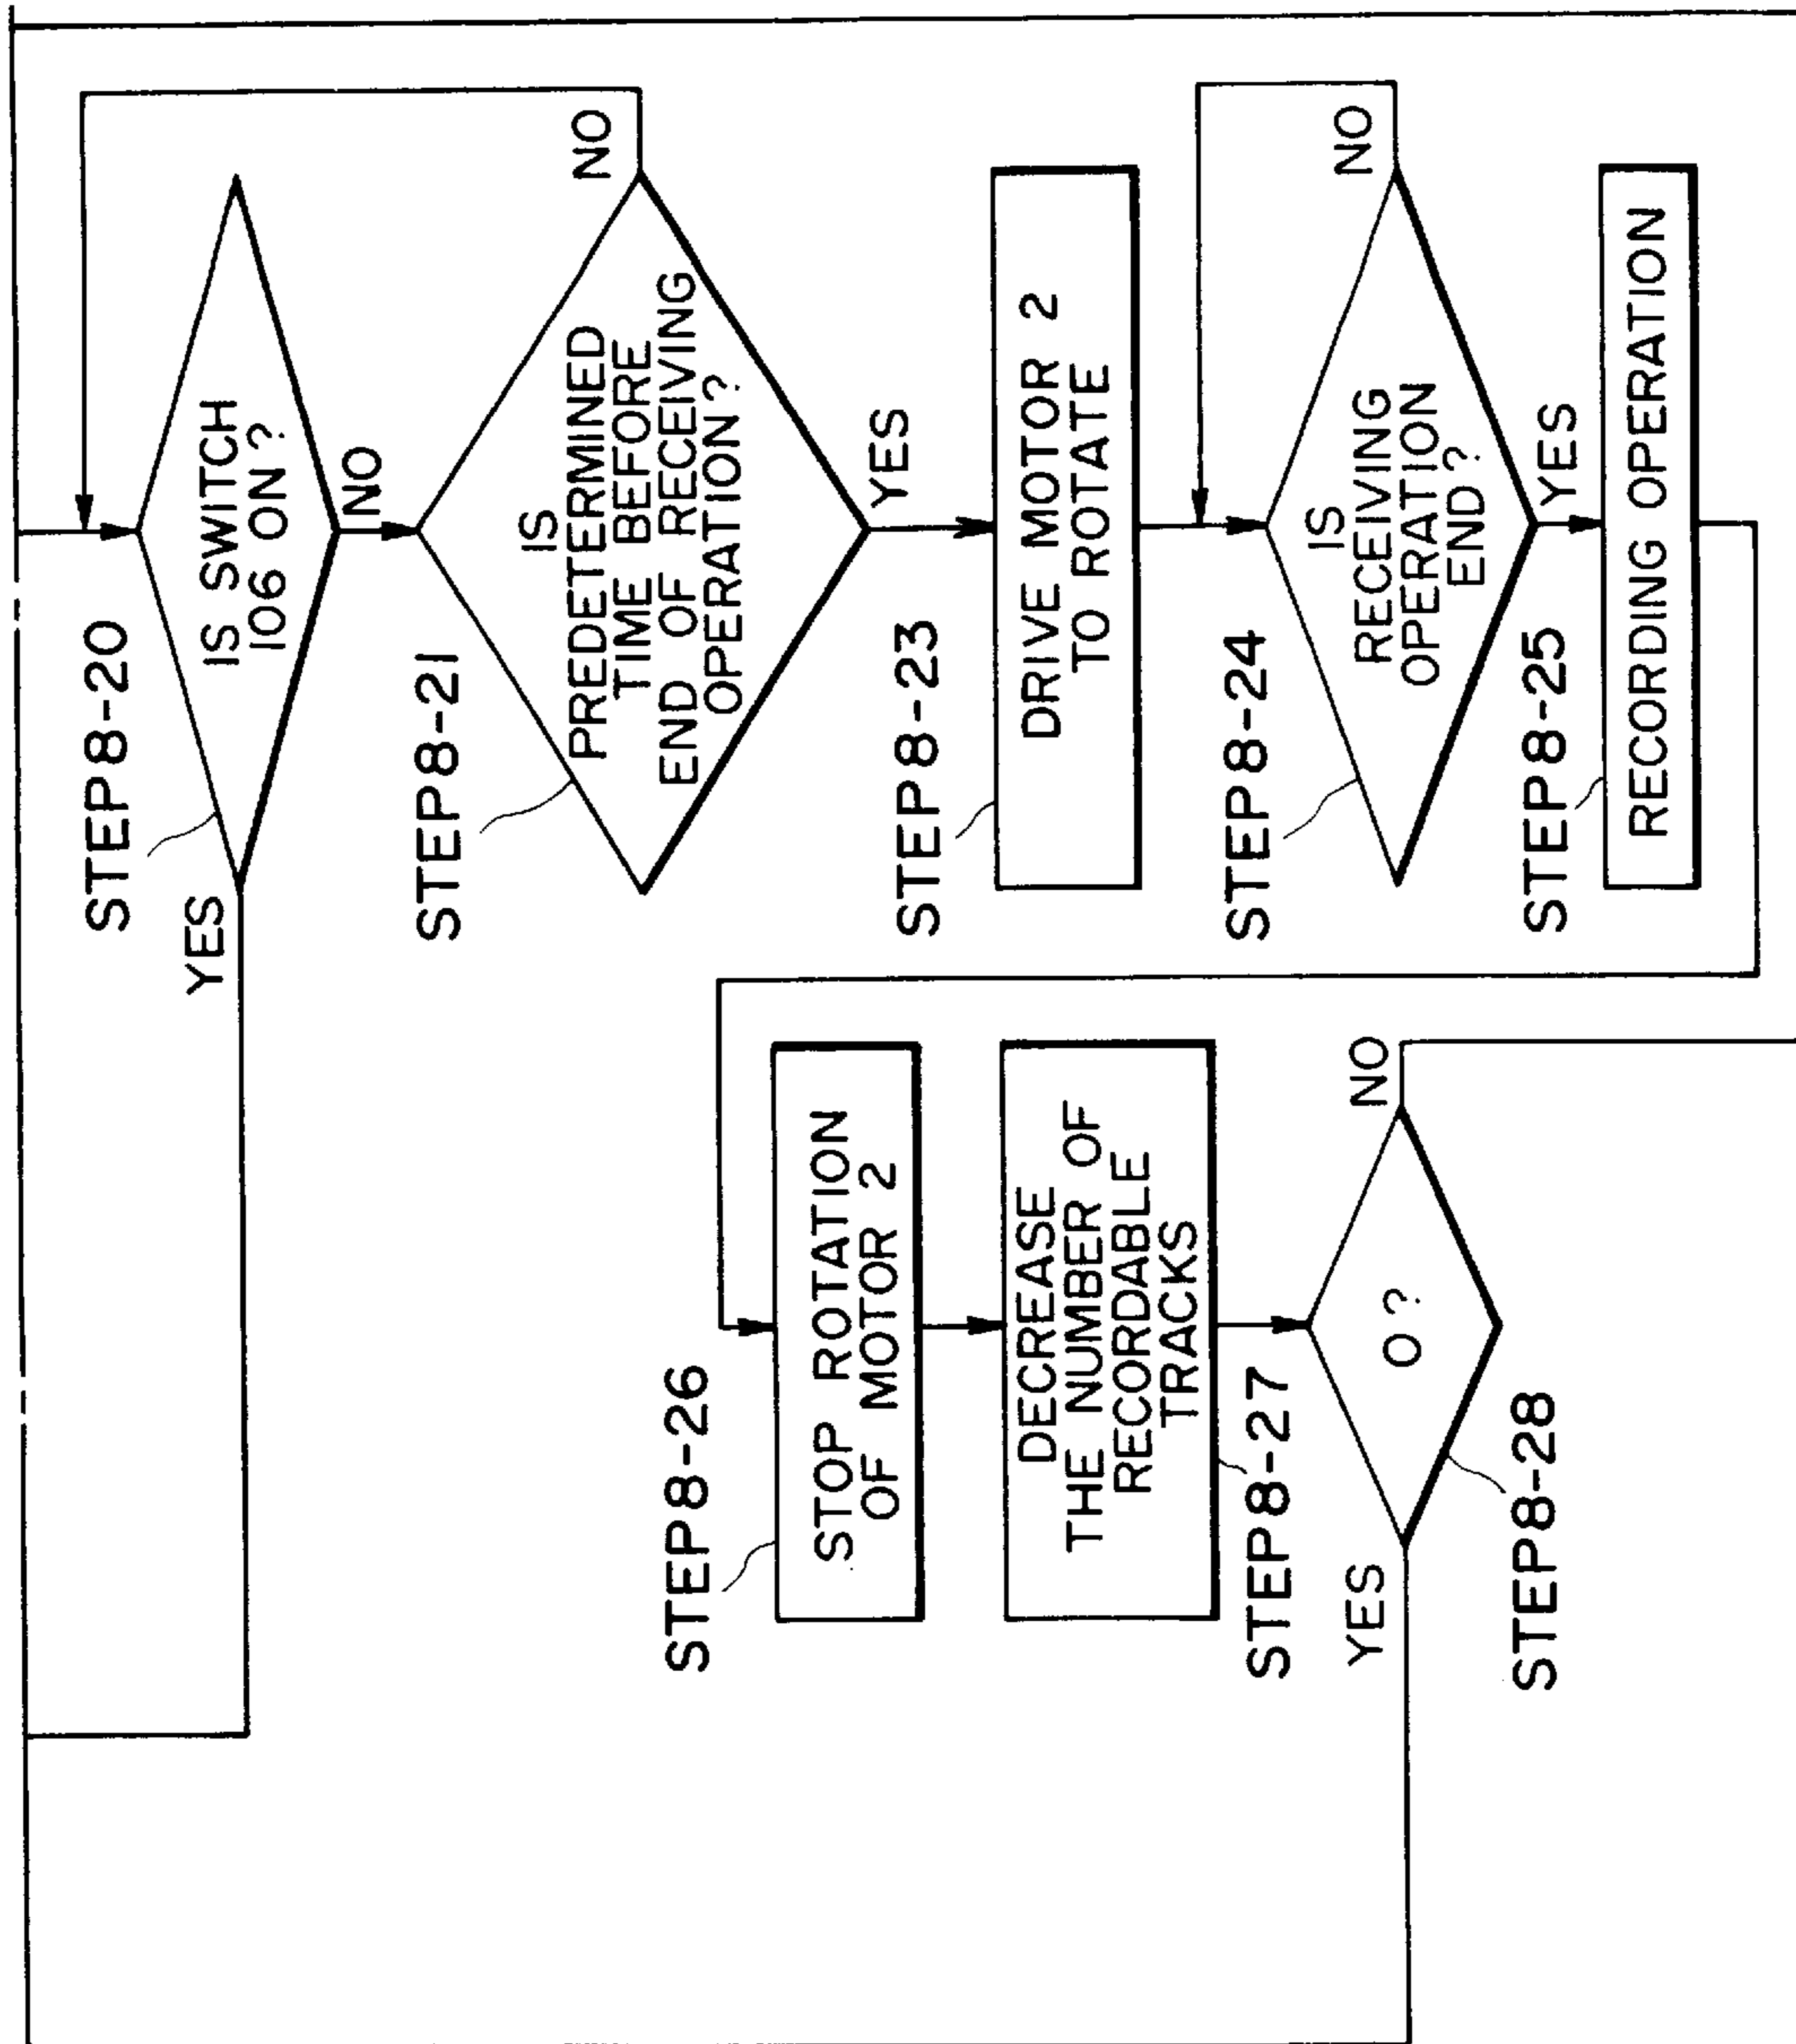 STEP8-20
IS SWITCH
106 ON?
YES
NO
STEP8-21
IS
PREDETERMINED
TIME BEFORE
END OF RECEIVING
OPERATION?
NO
YES
STEP8-23
DRIVE MOTOR 2
TO ROTATE
STEP8-24
IS
RECEIVING
OPERATION
END?
NO
YES
STEP8-25
RECORDING OPERATION
STEP8-26
STOP ROTATION
OF MOTOR 2
DECREASE
THE NUMBER OF
RECORDABLE
TRACKS
STEP8-27
0?
YES
NO
STEP8-28